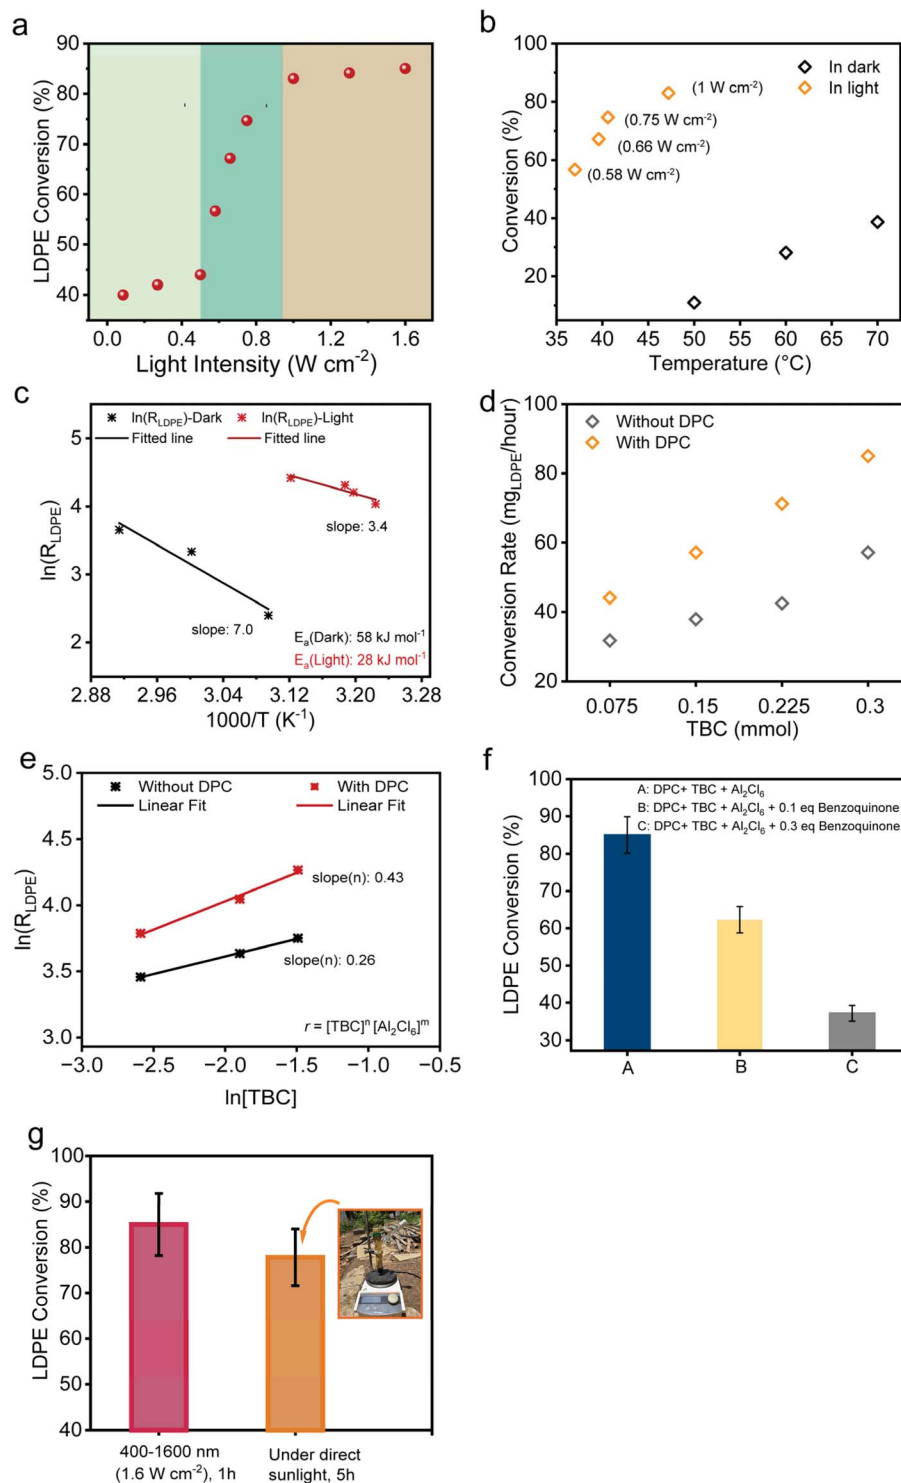 a
90
80
70
60
50
40
LDPE Conversion (%)
0.0 0.4 0.8 1.2 1.6
Light Intensity (W cm⁻²)
b
100
80
60
40
20
Conversion (%)
In dark
In light
(1 W cm⁻²)
(0.75 W cm⁻²)
(0.66 W cm⁻²)
(0.58 W cm⁻²)
35 40 45 50 55 60 65 70
Temperature (°C)
c
ln(R_LDPE)-Dark ln(R_LDPE)-Light
Fitted line Fitted line
5
4
3
2
ln(R_LDPE)
slope: 3.4
slope: 7.0
Eₐ(Dark): 58 kJ mol⁻¹
Eₐ(Light): 28 kJ mol⁻¹
2.88 2.96 3.04 3.12 3.20 3.28
1000/T (K⁻¹)
d
100
80
60
40
20
Conversion Rate (mg_LDPE/hour)
Without DPC
With DPC
0.075 0.15 0.225 0.3
TBC (mmol)
e
5.0
4.5
4.0
3.5
3.0
ln(R_LDPE)
Without DPC With DPC
Linear Fit Linear Fit
slope(n): 0.43
slope(n): 0.26
r = [TBC]ⁿ [Al₂Cl₆]ᵐ
−3.0 −2.5 −2.0 −1.5 −1.0 −0.5
ln[TBC]
f
100
90
80
70
60
50
40
30
LDPE Conversion (%)
A: DPC+ TBC + Al₂Cl₆
B: DPC+ TBC + Al₂Cl₆ + 0.1 eq Benzoquinone
C: DPC+ TBC + Al₂Cl₆ + 0.3 eq Benzoquinone
A B C
g
100
90
80
70
60
50
40
LDPE Conversion (%)
400-1600 nm
(1.6 W cm⁻²), 1h
Under direct
sunlight, 5h